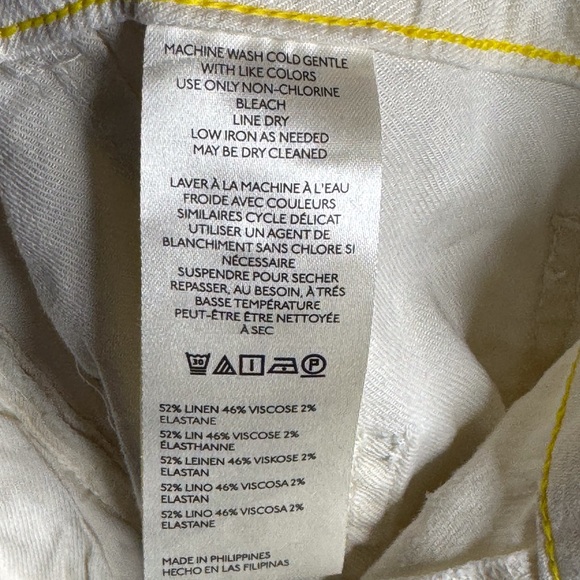 MACHINE WASH COLD GENTLE
WITH LIKE COLORS
USE ONLY NON-CHLORINE
BLEACH
LINE DRY
LOW IRON AS NEEDED
MAY BE DRY CLEANED
LAVER À LA MACHINE À L'EAU
FROIDE AVEC COULEURS
SIMILAIRES CYCLE DÉLICAT
UTILISER UN AGENT DE
BLANCHIMENT SANS CHLORE SI
NÉCESSAIRE
SUSPENDRE POUR SECHER
REPASSER, AU BESOIN, À TRÉS
BASSE TEMPÉRATURE
PEUT-ÊTRE ÊTRE NETTOYÉE
À SEC
30 P
52% LINEN 46% VISCOSE 2%
ELASTANE
52% LIN 46% VISCOSE 2%
ÉLASTHANNE
52% LEINEN 46% VISKOSE 2%
ELASTAN
52% LINO 46% VISCOSA 2%
ELASTAN
52% LINO 46% VISCOSA 2%
ELASTANE
MADE IN PHILIPPINES
HECHO EN LAS FILIPINAS